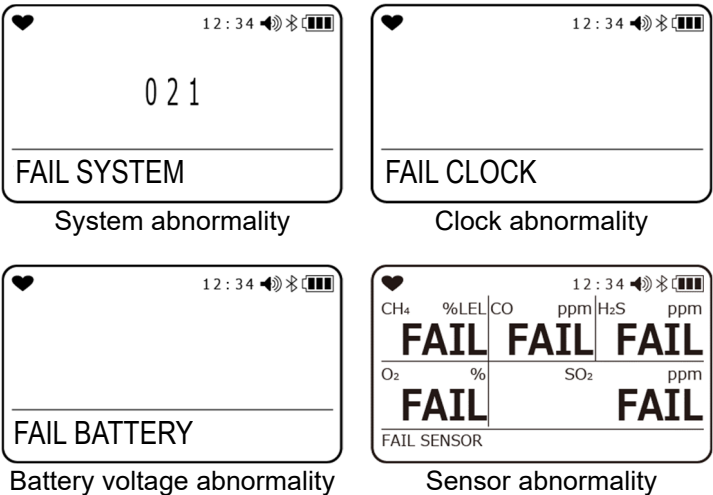 12:34
021
FAIL SYSTEM
System abnormality
12:34
FAIL CLOCK
Clock abnormality
12:34
FAIL BATTERY
Battery voltage abnormality
12:34
CH₄ %LEL CO ppm H₂S ppm
FAIL FAIL FAIL
O₂ % SO₂ ppm
FAIL FAIL
FAIL SENSOR
Sensor abnormality